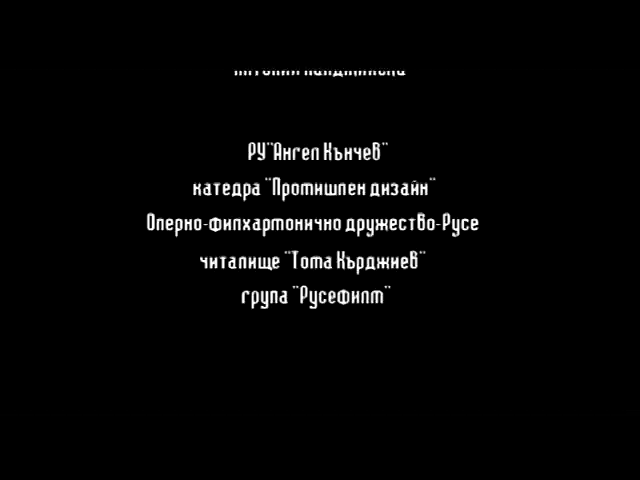 РУ"Ангел Кънчев"
катедра "Промишлен дизайн"
Оперно-филхармонично дружество-Русе
читалище "Тома Кърджиев"
група "Русефилм"